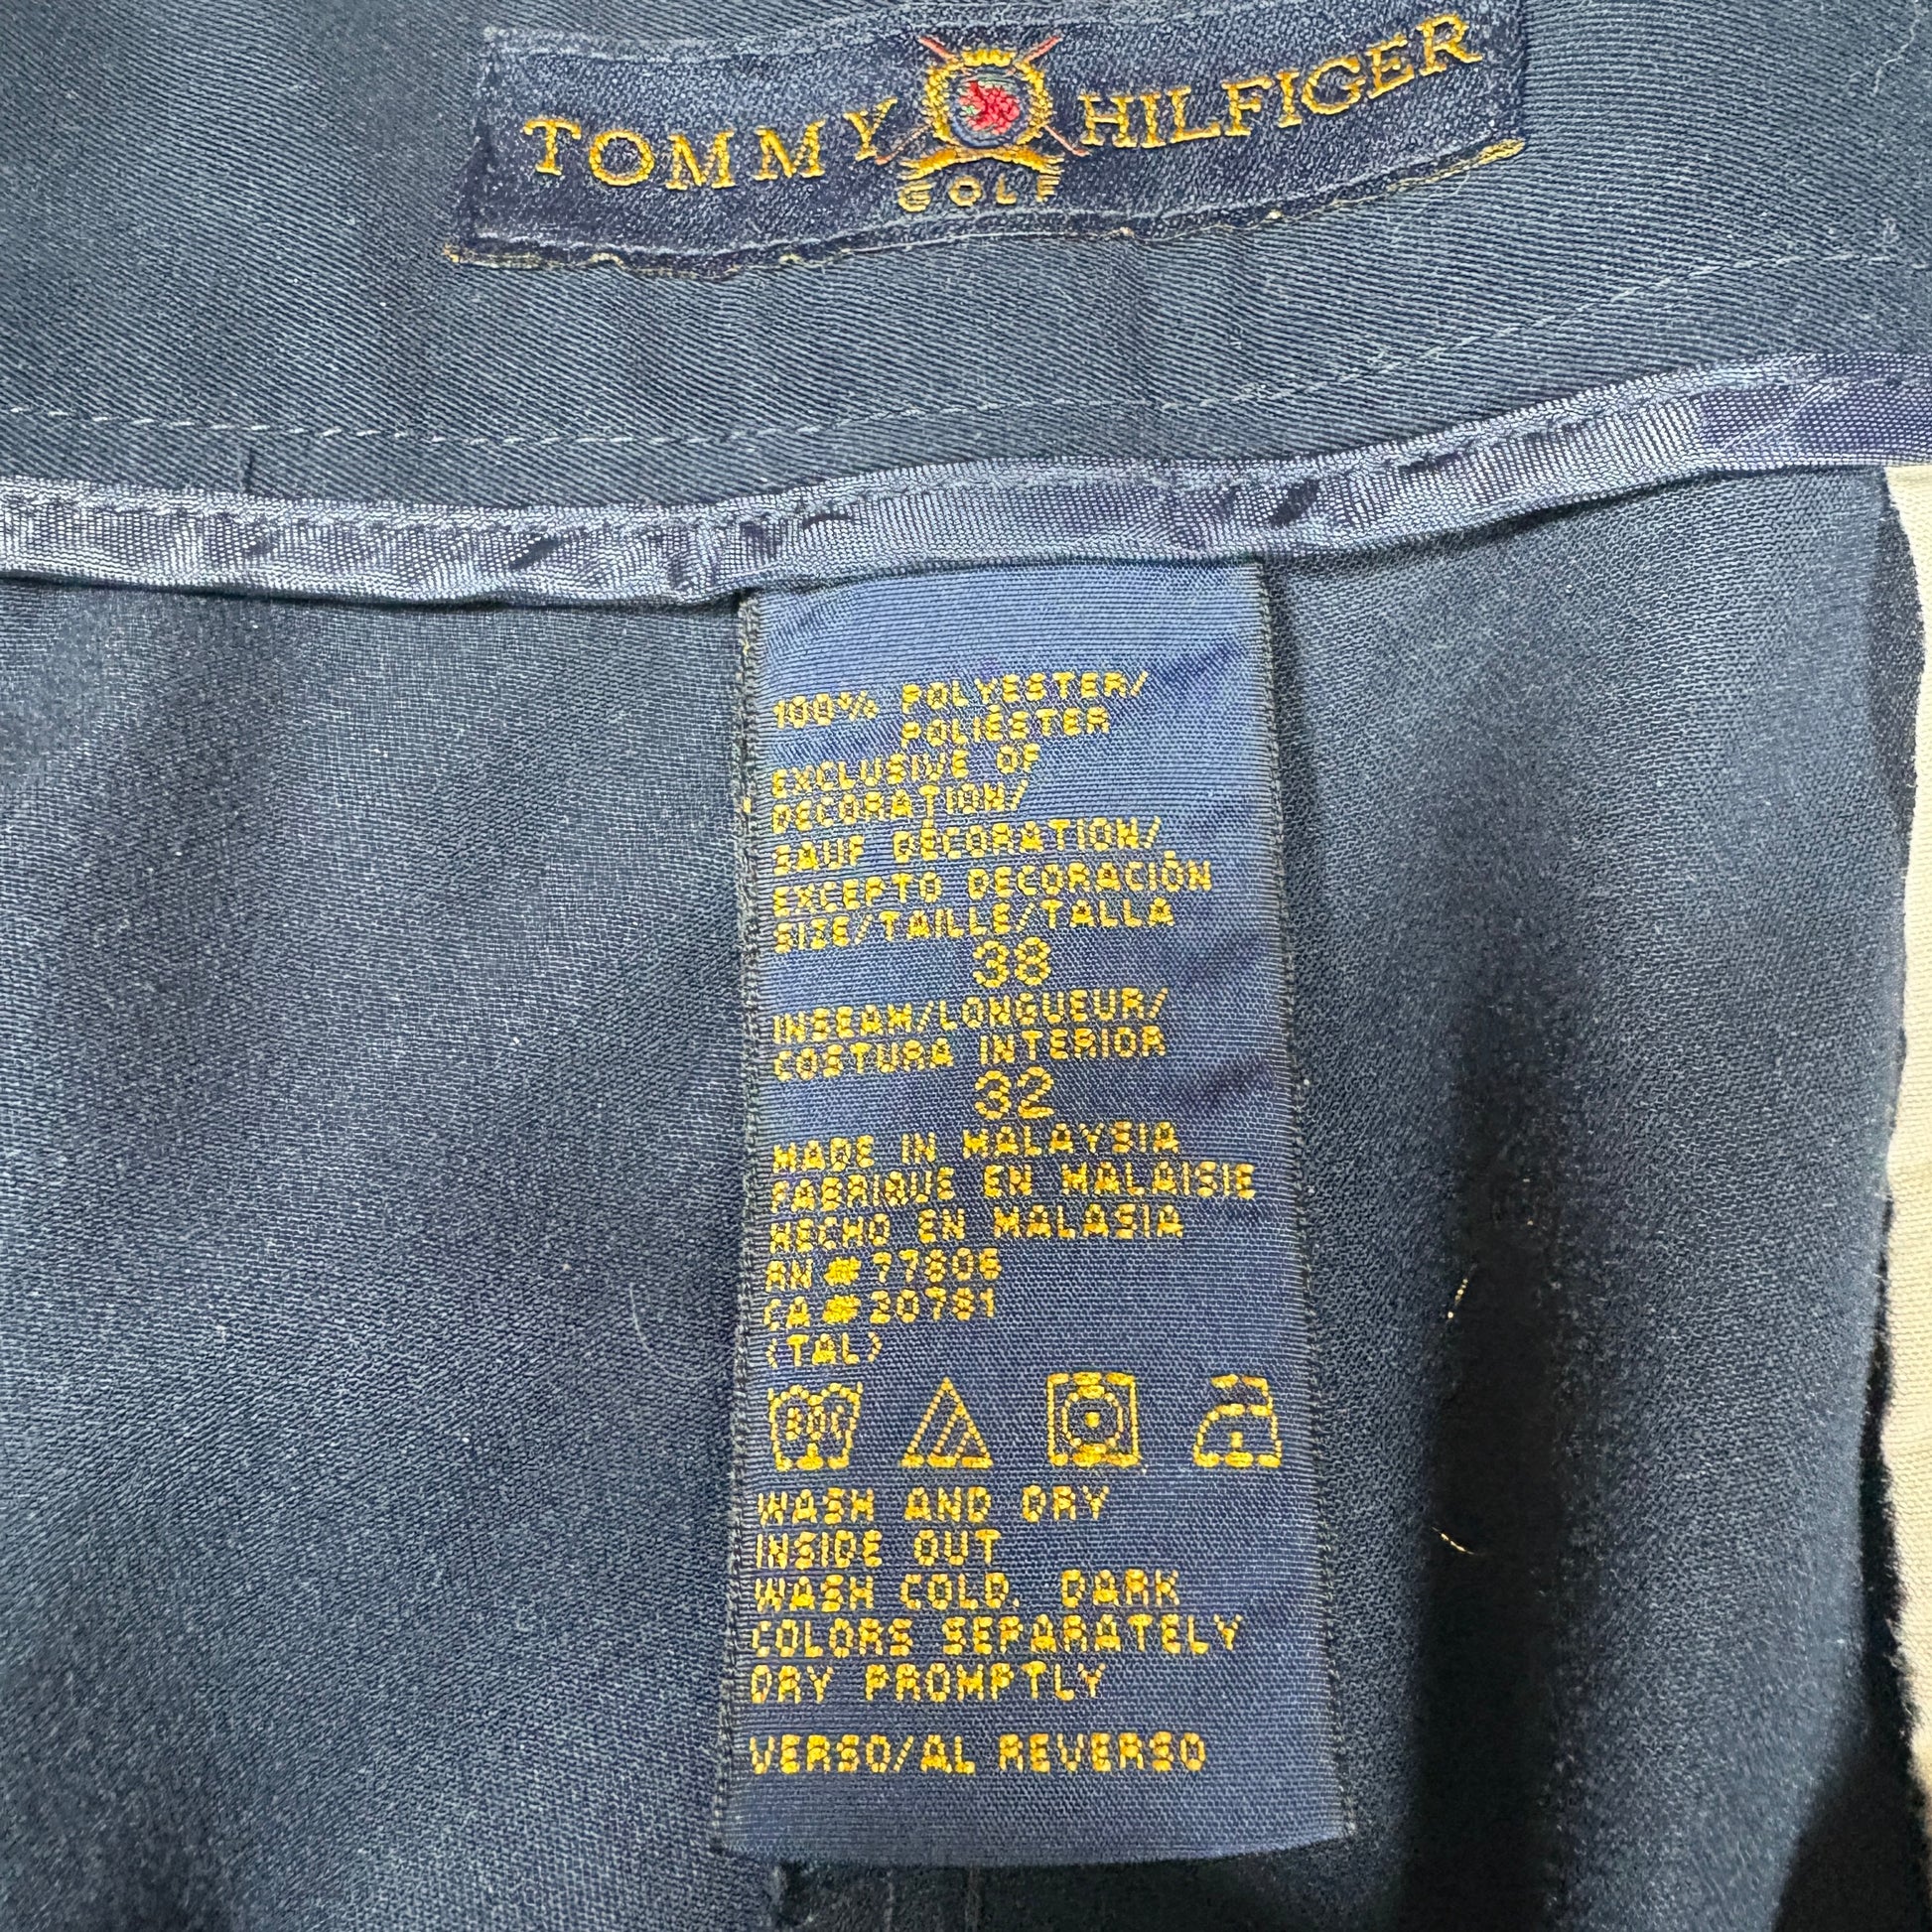 TOMMY HILFIGER
GOLF
100% POLYESTER/
POLIÉSTER
EXCLUSIVE OF
DECORATION/
SAUF DÉCORATION/
EXCEPTO DECORACIÓN
SIZE/TAILLE/TALLA
38
INSEAM/LONGUEUR/
COSTURA INTERIOR
32
MADE IN MALAYSIA
FABRIQUE EN MALAISIE
HECHO EN MALASIA
RN # 77806
CA # 20781
(TAL)
80C
WASH AND DRY
INSIDE OUT
WASH COLD. DARK
COLORS SEPARATELY
DRY PROMPTLY
VERSO/AL REVERSO